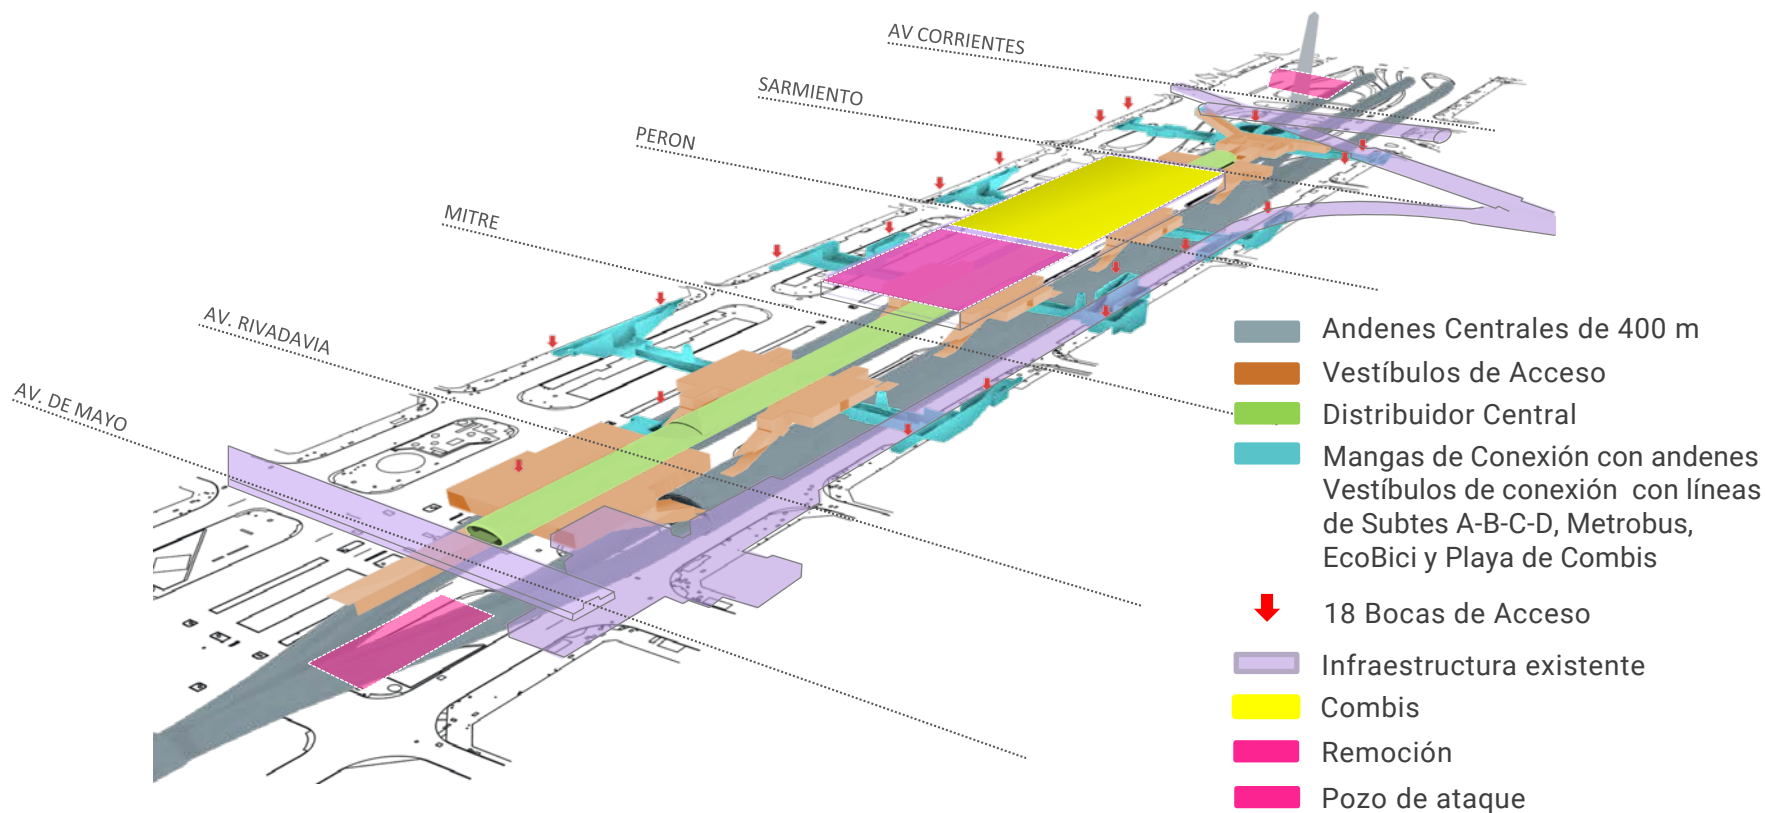 AV CORRIENTES
SARMIENTO
PERON
MITRE
AV. RIVADAVIA
AV. DE MAYO
Andenes Centrales de 400 m
Vestíbulos de Acceso
Distribuidor Central
Mangas de Conexión con andenes
Vestíbulos de conexión con líneas
de Subtes A-B-C-D, Metrobus,
EcoBici y Playa de Combis
18 Bocas de Acceso
Infraestructura existente
Combis
Remoción
Pozo de ataque